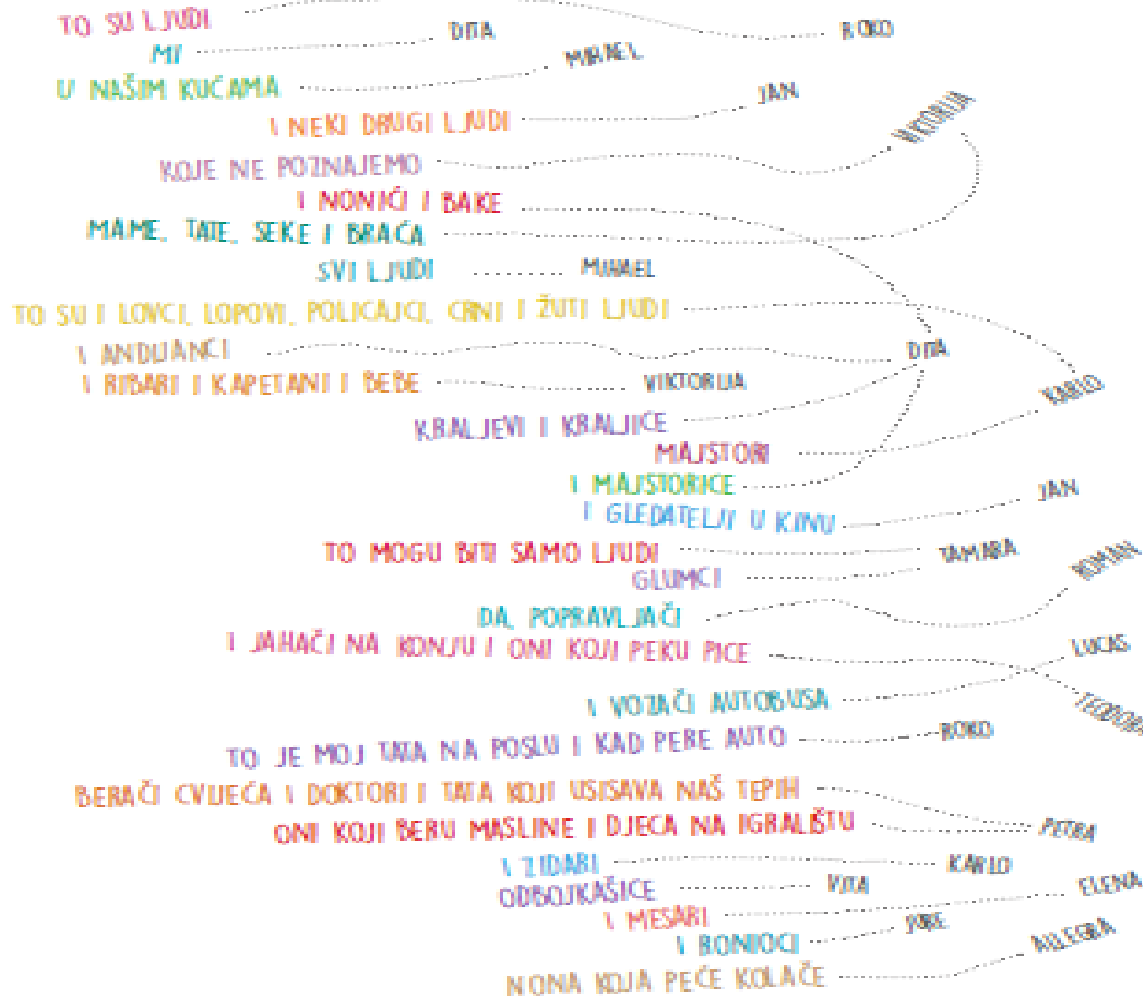 TO SU LJUDI ROKO
MI DITA
U NAŠIM KUĆAMA MIHAEL
I NEKI DRUGI LJUDI JAN
KOJE NE POZNAJEMO VIKTORIJA
I NONIĆI I BAKE
MAME, TATE, SEKE I BRAĆA
SVI LJUDI MIHAEL
TO SU I LOVCI, LOPOVI, POLICAJCI, CRNI I ŽUTI LJUDI
I ANDIJANCI DITA
I RIBARI I KAPETANI I BEBE VIKTORIJA
KRALJEVI I KRALJICE KARLO
MAJSTORI
I MAJSTORICE
I GLEDATELJI U KINU JAN
TO MOGU BITI SAMO LJUDI TAMARA
GLUMCI
DA, POPRAVLJAČI ROMAN
I JAHAČI NA KONJU I ONI KOJI PEKU PICE LUCAS
I VOZAČI AUTOBUSA TEODORA
TO JE MOJ TATA NA POSLU I KAD PERE AUTO ROKO
BERAČI CVIJEĆA I DOKTORI I TATA KOJI USISAVA NAŠ TEPIH
ONI KOJI BERU MASLINE I DJECA NA IGRALIŠTU PETRA
I ZIDARI KARLO
ODBOJKAŠICE VITA
I MESARI ELENA
I RONIOCI
NONA KOJA PEČE KOLAČE ALLEGRA